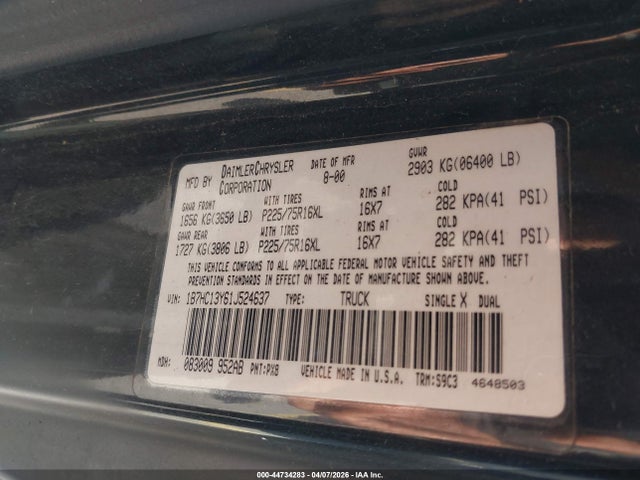 MFD BY DAIMLERCHRYSLER CORPORATION DATE OF MFR 8-00 GVWR 2903 KG(06400 LB)
GAWR FRONT WITH TIRES RIMS AT COLD
1656 KG(3650 LB) P225/75R16XL 16X7 282 KPA(41 PSI)
GAWR REAR WITH TIRES RIMS AT COLD
1727 KG(3806 LB) P225/75R16XL 16X7 282 KPA(41 PSI)
THIS VEHICLE CONFORMS TO ALL APPLICABLE FEDERAL MOTOR VEHICLE SAFETY AND THEFT
PREVENTION STANDARDS IN EFFECT ON THE DATE OF MANUFACTURE SHOWN ABOVE.
VIN: 1B7HC13Y61J524637 TYPE: TRUCK SINGLE X DUAL
MDH: 083009 952AB PNT:PXB VEHICLE MADE IN U.S.A. TRM:S9C3 4648503
000-44734283 - 04/07/2026 - IAA Inc.